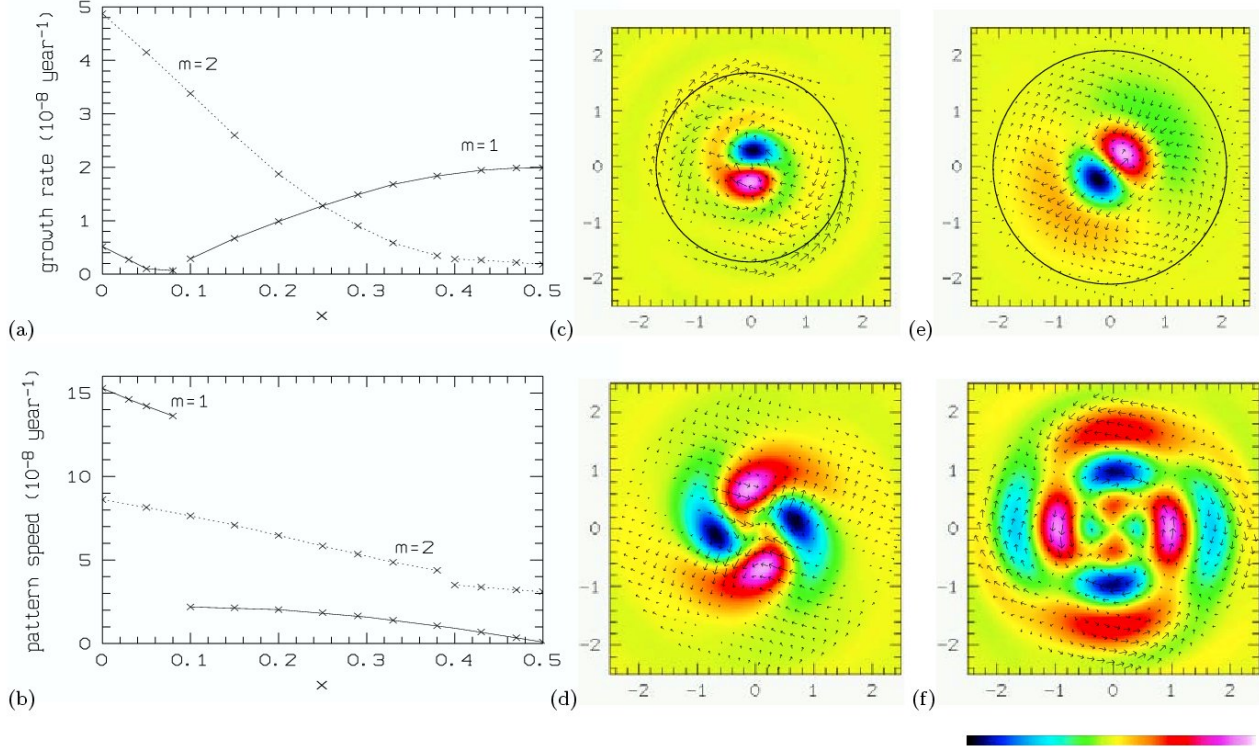 5
4
3
2
1
0
growth rate (10⁻⁸ year⁻¹)
m=2
m=1
0 0.1 0.2 0.3 0.4 0.5
x
(a)
2
1
0
-1
-2
-2 -1 0 1 2
(c)
2
1
0
-1
-2
-2 -1 0 1 2
(e)
15
10
5
0
pattern speed (10⁻⁸ year⁻¹)
m=1
m=2
0 0.1 0.2 0.3 0.4 0.5
x
(b)
2
1
0
-1
-2
-2 -1 0 1 2
(d)
2
1
0
-1
-2
-2 -1 0 1 2
(f)